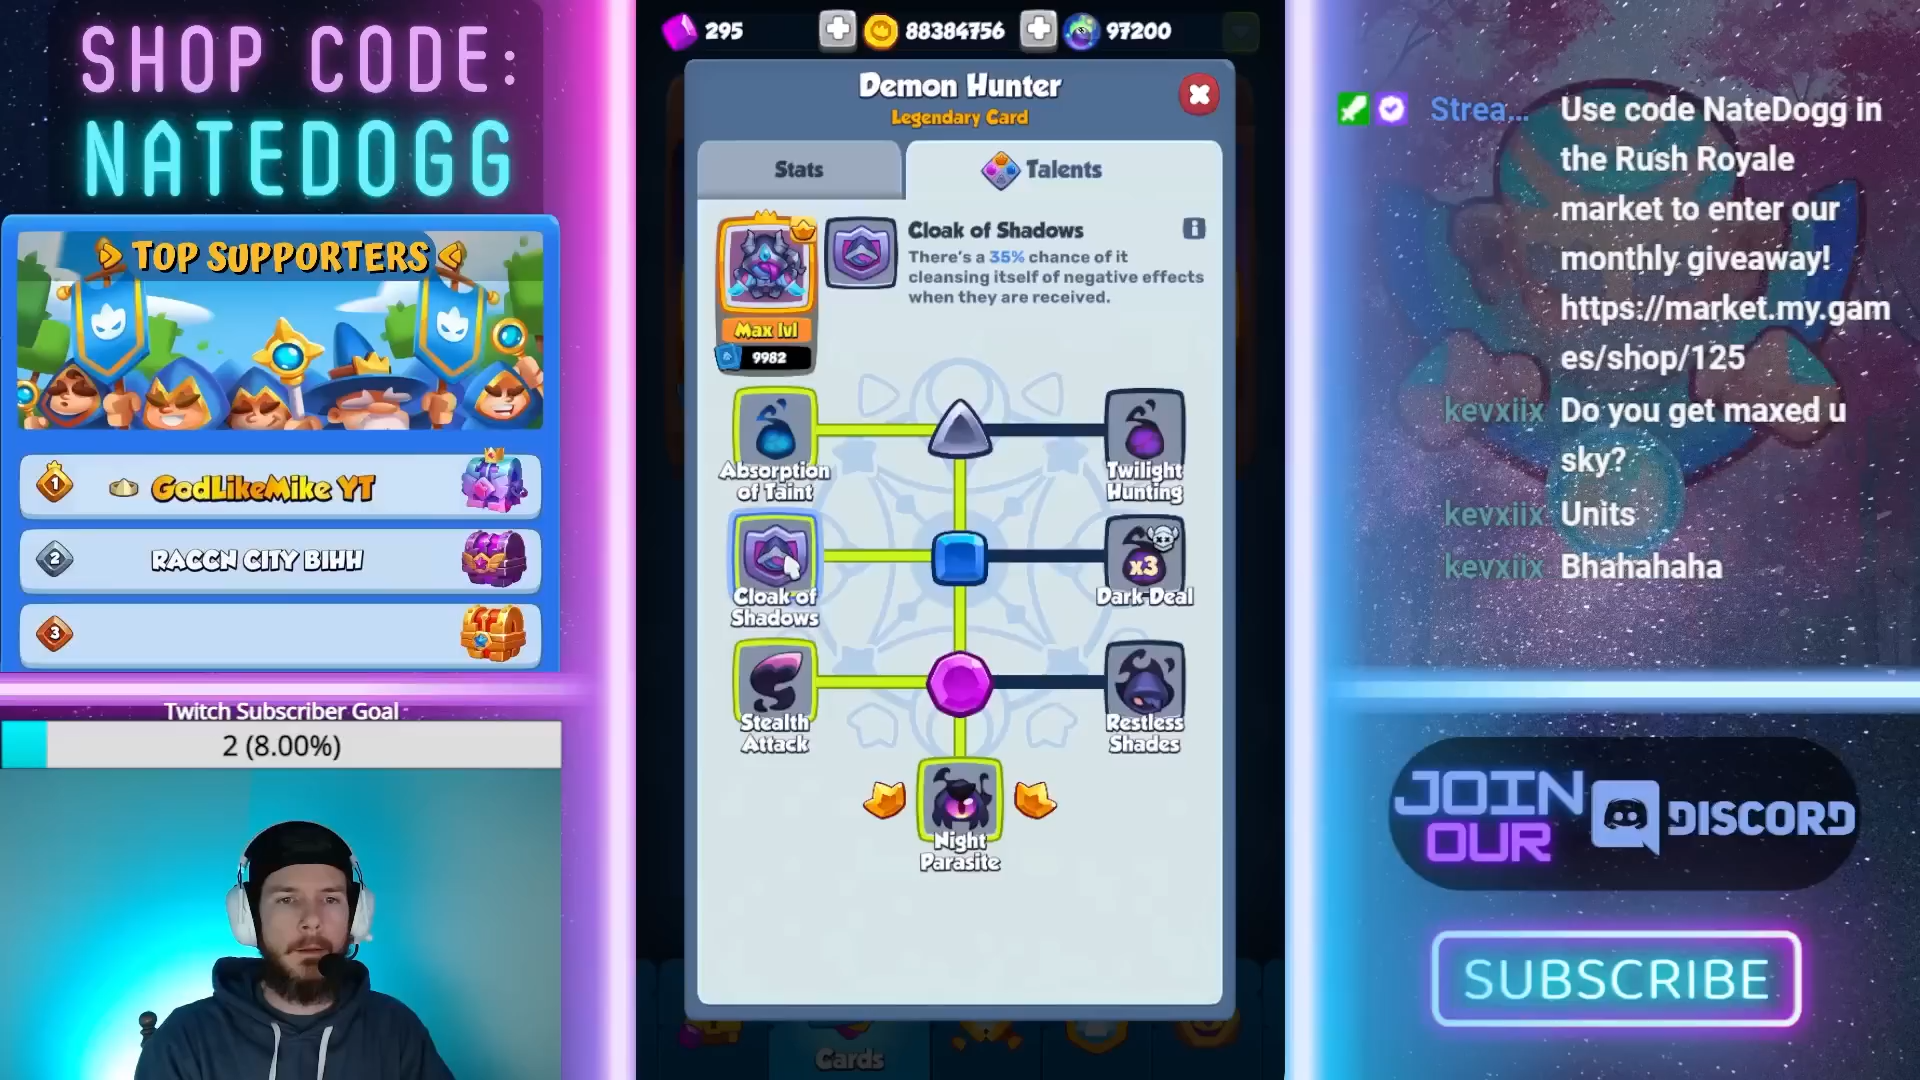 SHOP CODE:
NATEDOGG
TOP SUPPORTERS
1 GodLikeMike YT
2 RACCN CITY BIHH
3
Twitch Subscriber Goal
2 (8.00%)
295
88384756
97200
Demon Hunter
Legendary Card
Stats
Talents
Max lvl
9982
Cloak of Shadows
There's a 35% chance of it
cleansing itself of negative effects
when they are received.
Absorption
of Taint
Twilight
Hunting
Cloak of
Shadows
x3
Dark Deal
Stealth
Attack
Restless
Shades
Night
Parasite
Cards
Strea... Use code NateDogg in
the Rush Royale
market to enter our
monthly giveaway!
https://market.my.gam
es/shop/125
kevxiix Do you get maxed u
sky?
kevxiix Units
kevxiix Bhahahaha
JOIN
OUR
DISCORD
SUBSCRIBE